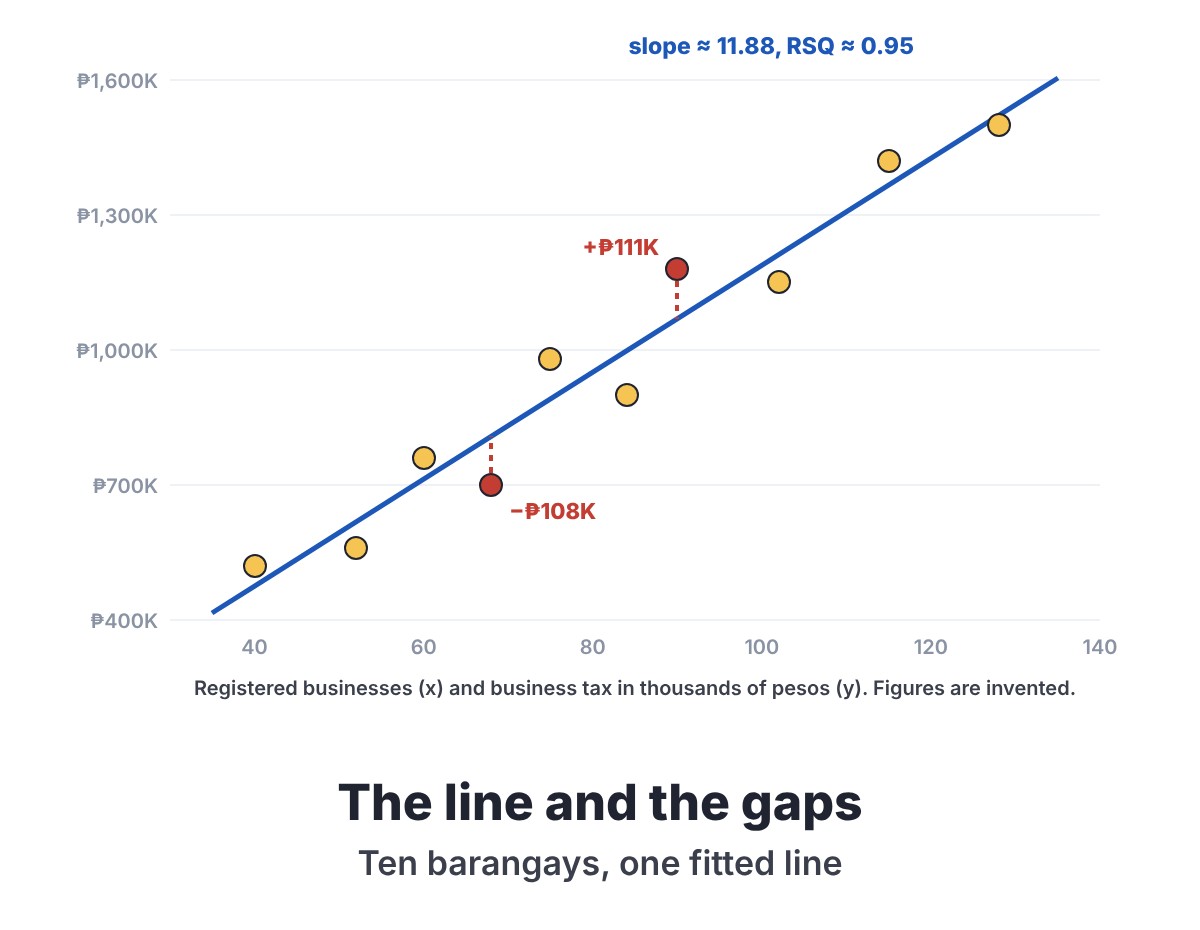 slope ≈ 11.88, RSQ ≈ 0.95
₱1,600K
₱1,300K
+₱111K
₱1,000K
₱700K
−₱108K
₱400K
40 60 80 100 120 140
Registered businesses (x) and business tax in thousands of pesos (y). Figures are invented.
The line and the gaps
Ten barangays, one fitted line